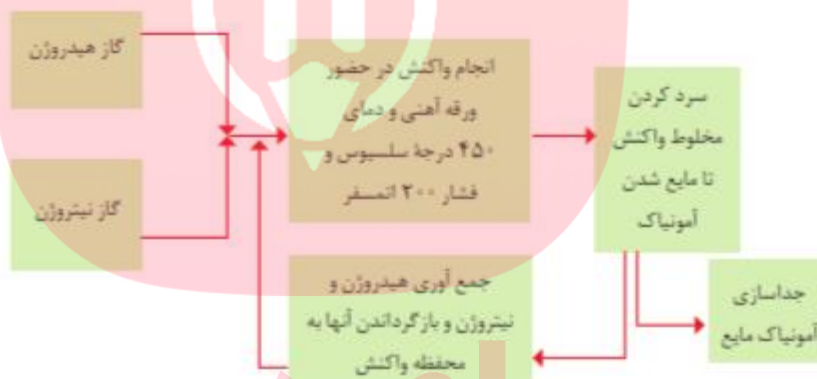 گاز هیدروژن
گاز نیتروژن
انجام واکنش در حضور
ورقه آهنی و دمای
۴۵۰ درجهٔ سلسیوس و
فشار ۲۰۰ اتمسفر
سرد کردن
مخلوط واکنش
تا مایع شدن
آمونیاک
جمع آوری هیدروژن و
نیتروژن و بازگرداندن آنها به
محفظه واکنش
جداسازی
آمونیاک مایع